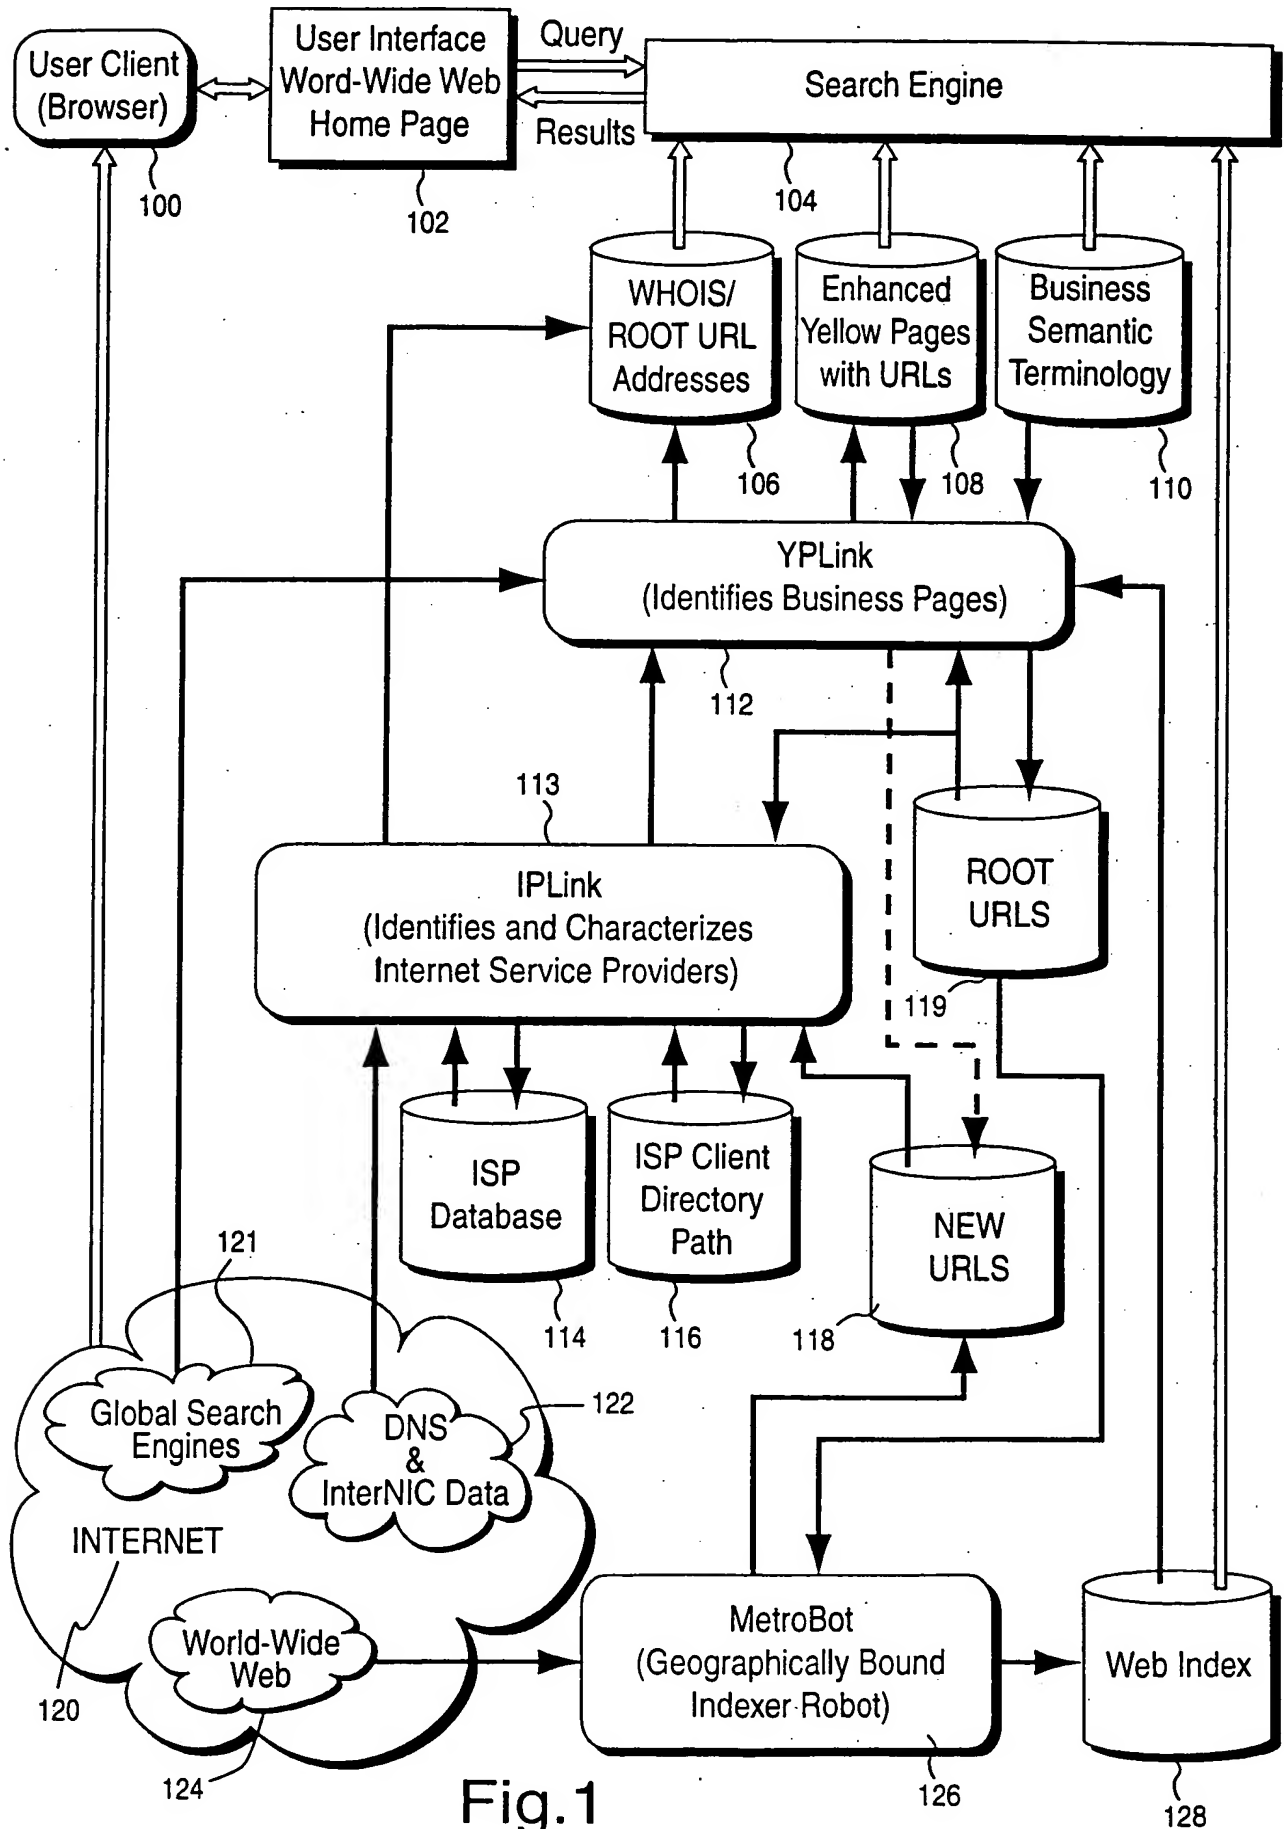 User Client
(Browser)
100
User Interface
Word-Wide Web
Home Page
102
Query
Results
Search Engine
104
WHOIS/
ROOT URL
Addresses
106
Enhanced
Yellow Pages
with URLs
108
Business
Semantic
Terminology
110
YPLink
(Identifies Business Pages)
112
113
IPLink
(Identifies and Characterizes
Internet Service Providers)
ROOT
URLS
119
ISP
Database
114
ISP Client
Directory
Path
116
NEW
URLS
118
121
Global Search
Engines
DNS
&
InterNIC Data
122
INTERNET
120
World-Wide
Web
124
MetroBot
(Geographically Bound
Indexer Robot)
126
Web Index
128
Fig.1